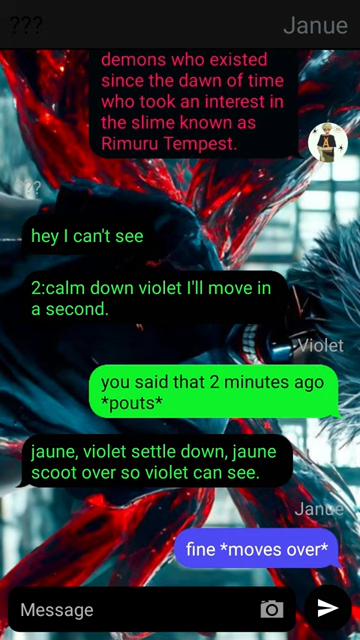 ???
Janue
demons who existed
since the dawn of time
who took an interest in
the slime known as
Rimuru Tempest.
??
hey I can't see
2:calm down violet I'll move in
a second.
Violet
you said that 2 minutes ago
*pouts*
jaune, violet settle down, jaune
scoot over so violet can see.
Janue
fine *moves over*
Message